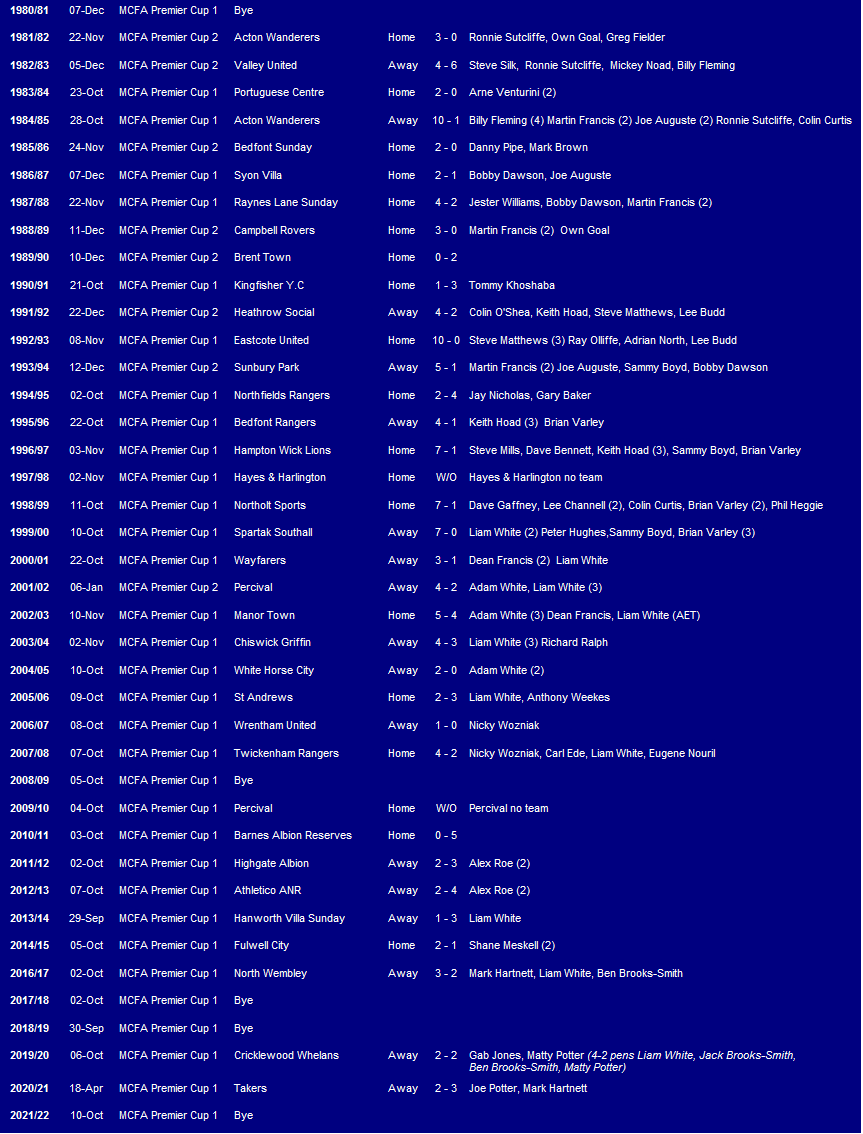 1980/81 07-Dec MCFA Premier Cup 1 Bye
1981/82 22-Nov MCFA Premier Cup 2 Acton Wanderers Home 3 - 0 Ronnie Sutcliffe, Own Goal, Greg Fielder
1982/83 05-Dec MCFA Premier Cup 2 Valley United Away 4 - 6 Steve Silk, Ronnie Sutcliffe, Mickey Noad, Billy Fleming
1983/84 23-Oct MCFA Premier Cup 1 Portuguese Centre Home 2 - 0 Arne Venturini (2)
1984/85 28-Oct MCFA Premier Cup 1 Acton Wanderers Away 10 - 1 Billy Fleming (4) Martin Francis (2) Joe Auguste (2) Ronnie Sutcliffe, Colin Curtis
1985/86 24-Nov MCFA Premier Cup 2 Bedfont Sunday Home 2 - 0 Danny Pipe, Mark Brown
1986/87 07-Dec MCFA Premier Cup 1 Syon Villa Home 2 - 1 Bobby Dawson, Joe Auguste
1987/88 22-Nov MCFA Premier Cup 1 Raynes Lane Sunday Home 4 - 2 Jester Williams, Bobby Dawson, Martin Francis (2)
1988/89 11-Dec MCFA Premier Cup 2 Campbell Rovers Home 3 - 0 Martin Francis (2) Own Goal
1989/90 10-Dec MCFA Premier Cup 2 Brent Town Home 0 - 2
1990/91 21-Oct MCFA Premier Cup 1 Kingfisher Y.C Home 1 - 3 Tommy Khoshaba
1991/92 22-Dec MCFA Premier Cup 2 Heathrow Social Away 4 - 2 Colin O'Shea, Keith Hoad, Steve Matthews, Lee Budd
1992/93 08-Nov MCFA Premier Cup 1 Eastcote United Home 10 - 0 Steve Matthews (3) Ray Olliffe, Adrian North, Lee Budd
1993/94 12-Dec MCFA Premier Cup 2 Sunbury Park Away 5 - 1 Martin Francis (2) Joe Auguste, Sammy Boyd, Bobby Dawson
1994/95 02-Oct MCFA Premier Cup 1 Northfields Rangers Home 2 - 4 Jay Nicholas, Gary Baker
1995/96 22-Oct MCFA Premier Cup 1 Bedfont Rangers Away 4 - 1 Keith Hoad (3) Brian Varley
1996/97 03-Nov MCFA Premier Cup 1 Hampton Wick Lions Home 7 - 1 Steve Mills, Dave Bennett, Keith Hoad (3), Sammy Boyd, Brian Varley
1997/98 02-Nov MCFA Premier Cup 1 Hayes & Harlington Home W/O Hayes & Harlington no team
1998/99 11-Oct MCFA Premier Cup 1 Northolt Sports Home 7 - 1 Dave Gaffney, Lee Channell (2), Colin Curtis, Brian Varley (2), Phil Heggie
1999/00 10-Oct MCFA Premier Cup 1 Spartak Southall Away 7 - 0 Liam White (2) Peter Hughes,Sammy Boyd, Brian Varley (3)
2000/01 22-Oct MCFA Premier Cup 1 Wayfarers Away 3 - 1 Dean Francis (2) Liam White
2001/02 06-Jan MCFA Premier Cup 2 Percival Away 4 - 2 Adam White, Liam White (3)
2002/03 10-Nov MCFA Premier Cup 1 Manor Town Home 5 - 4 Adam White (3) Dean Francis, Liam White (AET)
2003/04 02-Nov MCFA Premier Cup 1 Chiswick Griffin Away 4 - 3 Liam White (3) Richard Ralph
2004/05 10-Oct MCFA Premier Cup 1 White Horse City Away 2 - 0 Adam White (2)
2005/06 09-Oct MCFA Premier Cup 1 St Andrews Home 2 - 3 Liam White, Anthony Weekes
2006/07 08-Oct MCFA Premier Cup 1 Wrentham United Away 1 - 0 Nicky Wozniak
2007/08 07-Oct MCFA Premier Cup 1 Twickenham Rangers Home 4 - 2 Nicky Wozniak, Carl Ede, Liam White, Eugene Nouril
2008/09 05-Oct MCFA Premier Cup 1 Bye
2009/10 04-Oct MCFA Premier Cup 1 Percival Home W/O Percival no team
2010/11 03-Oct MCFA Premier Cup 1 Barnes Albion Reserves Home 0 - 5
2011/12 02-Oct MCFA Premier Cup 1 Highgate Albion Away 2 - 3 Alex Roe (2)
2012/13 07-Oct MCFA Premier Cup 1 Athletico ANR Away 2 - 4 Alex Roe (2)
2013/14 29-Sep MCFA Premier Cup 1 Hanworth Villa Sunday Away 1 - 3 Liam White
2014/15 05-Oct MCFA Premier Cup 1 Fulwell City Home 2 - 1 Shane Meskell (2)
2016/17 02-Oct MCFA Premier Cup 1 North Wembley Away 3 - 2 Mark Hartnett, Liam White, Ben Brooks-Smith
2017/18 02-Oct MCFA Premier Cup 1 Bye
2018/19 30-Sep MCFA Premier Cup 1 Bye
2019/20 06-Oct MCFA Premier Cup 1 Cricklewood Whelans Away 2 - 2 Gab Jones, Matty Potter (4-2 pens Liam White, Jack Brooks-Smith,
Ben Brooks-Smith, Matty Potter)
2020/21 18-Apr MCFA Premier Cup 1 Takers Away 2 - 3 Joe Potter, Mark Hartnett
2021/22 10-Oct MCFA Premier Cup 1 Bye